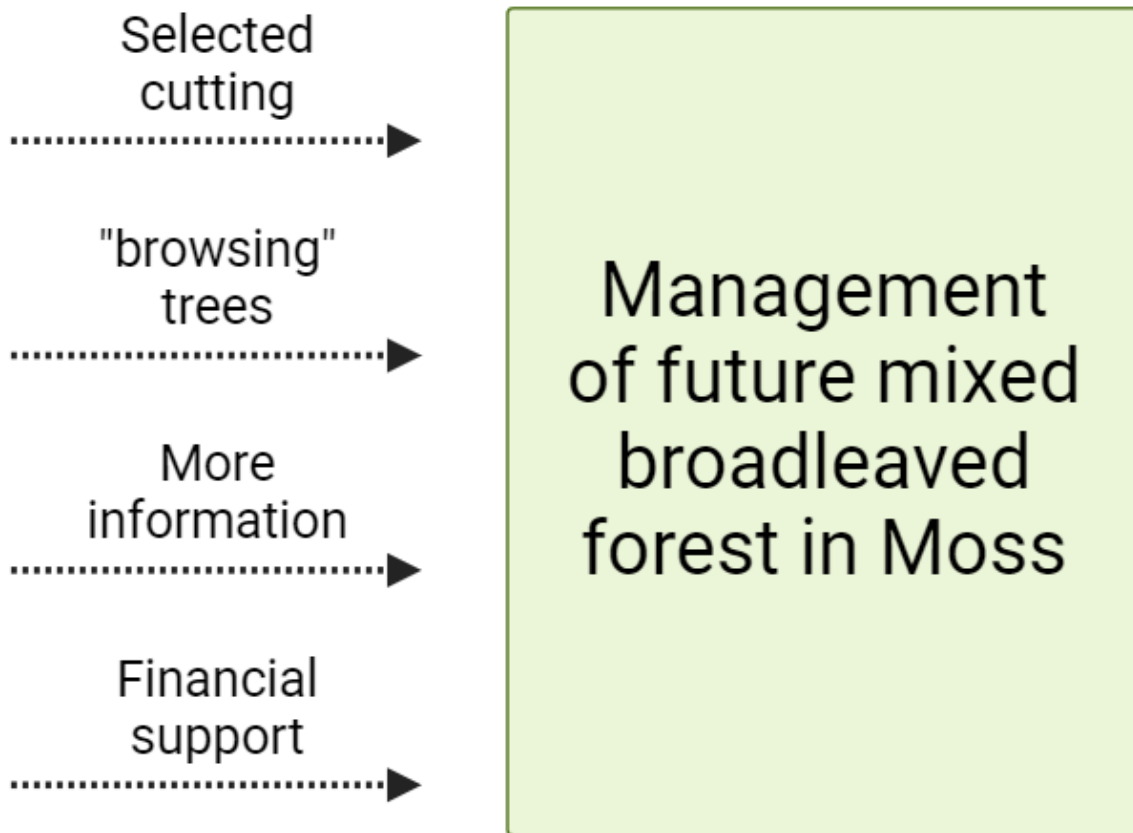 Selected
cutting
"browsing"
trees
More
information
Financial
support
Management
of future mixed
broadleaved
forest in Moss